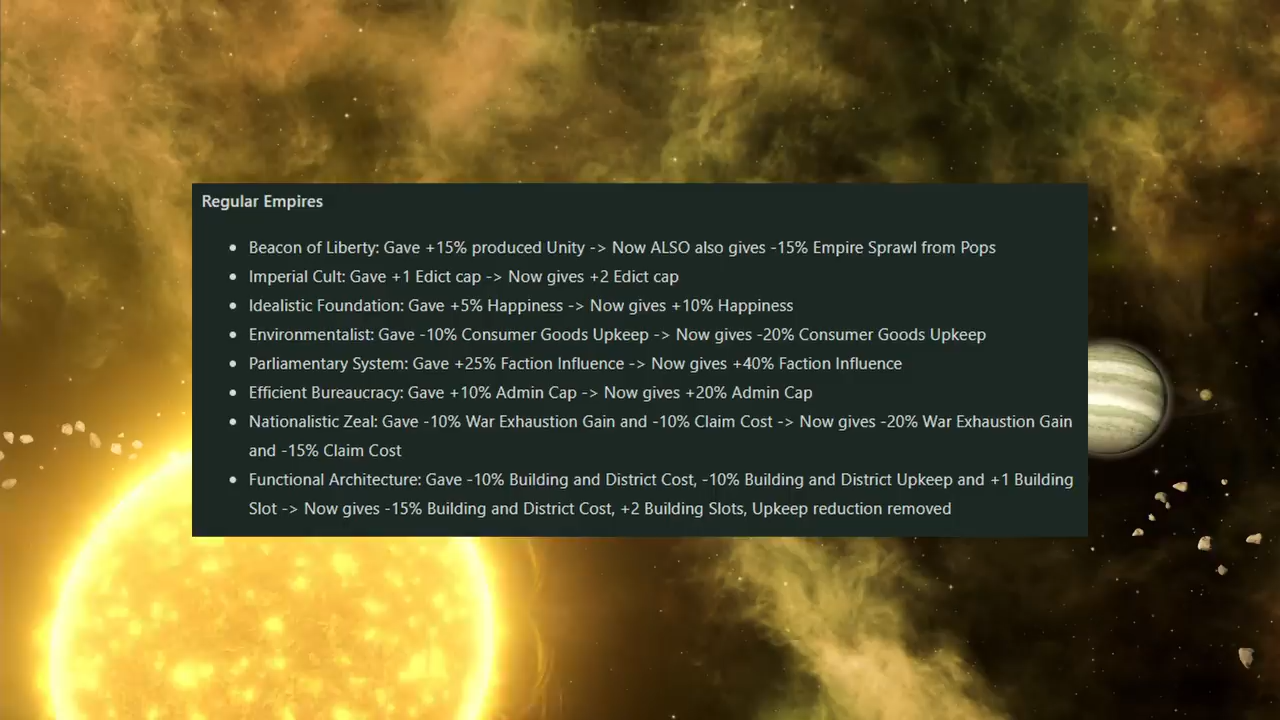 Regular Empires
• Beacon of Liberty: Gave +15% produced Unity -> Now ALSO also gives -15% Empire Sprawl from Pops
• Imperial Cult: Gave +1 Edict cap -> Now gives +2 Edict cap
• Idealistic Foundation: Gave +5% Happiness -> Now gives +10% Happiness
• Environmentalist: Gave -10% Consumer Goods Upkeep -> Now gives -20% Consumer Goods Upkeep
• Parliamentary System: Gave +25% Faction Influence -> Now gives +40% Faction Influence
• Efficient Bureaucracy: Gave +10% Admin Cap -> Now gives +20% Admin Cap
• Nationalistic Zeal: Gave -10% War Exhaustion Gain and -10% Claim Cost -> Now gives -20% War Exhaustion Gain
and -15% Claim Cost
• Functional Architecture: Gave -10% Building and District Cost, -10% Building and District Upkeep and +1 Building
Slot -> Now gives -15% Building and District Cost, +2 Building Slots, Upkeep reduction removed